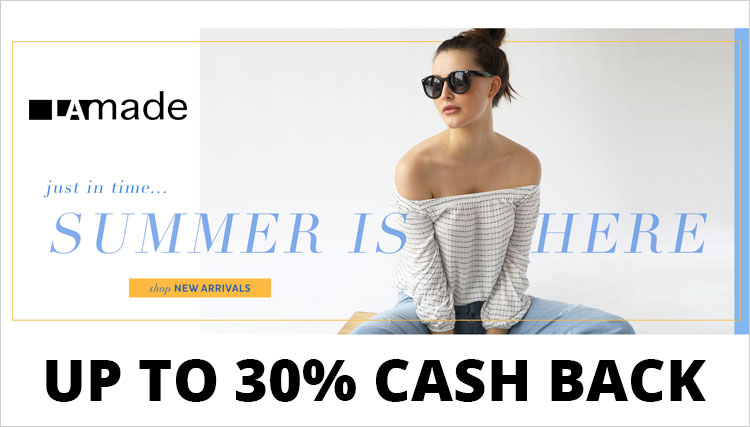 LAmade
just in time...
SUMMER IS HERE
shop NEW ARRIVALS
UP TO 30% CASH BACK